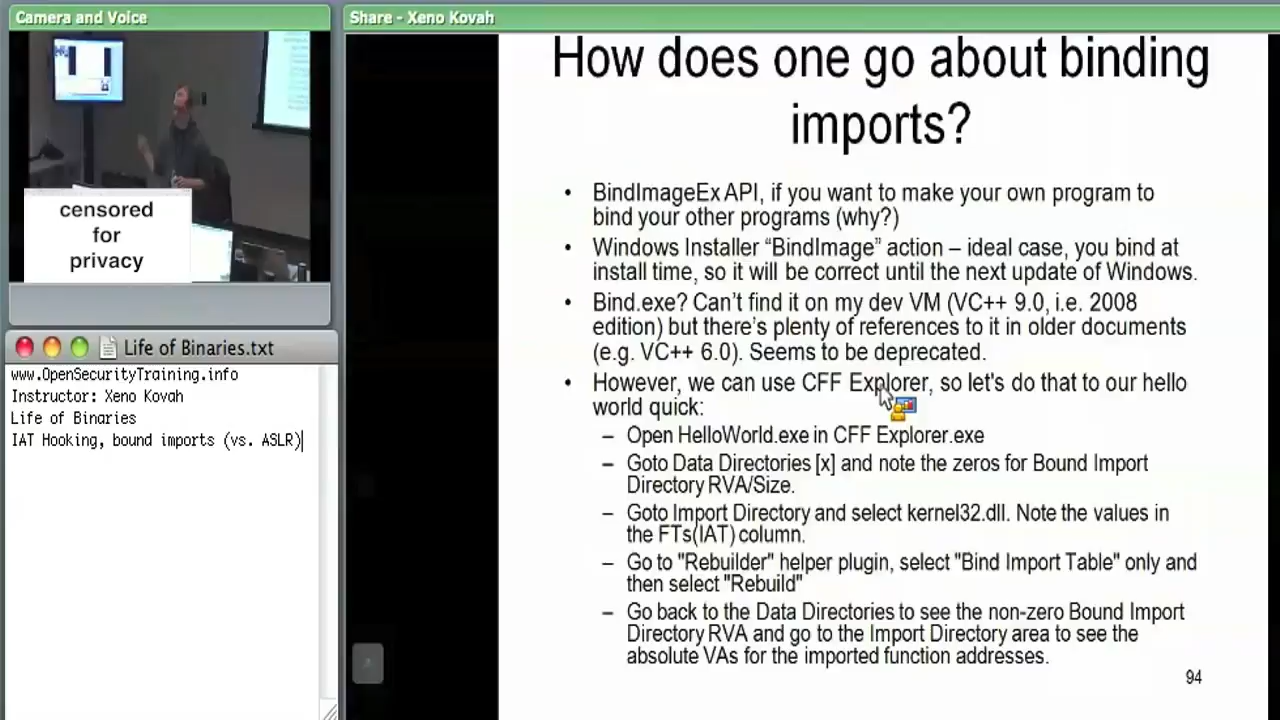 Camera and Voice
Share - Xeno Kovah
censored
for
privacy
Life of Binaries.txt
www.OpenSecurityTraining.info
Instructor: Xeno Kovah
Life of Binaries
IAT Hooking, bound imports (vs. ASLR)
How does one go about binding
imports?
• BindImageEx API, if you want to make your own program to
bind your other programs (why?)
• Windows Installer “BindImage” action – ideal case, you bind at
install time, so it will be correct until the next update of Windows.
• Bind.exe? Can't find it on my dev VM (VC++ 9.0, i.e. 2008
edition) but there's plenty of references to it in older documents
(e.g. VC++ 6.0). Seems to be deprecated.
• However, we can use CFF Explorer, so let's do that to our hello
world quick:
– Open HelloWorld.exe in CFF Explorer.exe
– Goto Data Directories [x] and note the zeros for Bound Import
Directory RVA/Size.
– Goto Import Directory and select kernel32.dll. Note the values in
the FTs(IAT) column.
– Go to "Rebuilder" helper plugin, select "Bind Import Table" only and
then select "Rebuild"
– Go back to the Data Directories to see the non-zero Bound Import
Directory RVA and go to the Import Directory area to see the
absolute VAs for the imported function addresses.
94